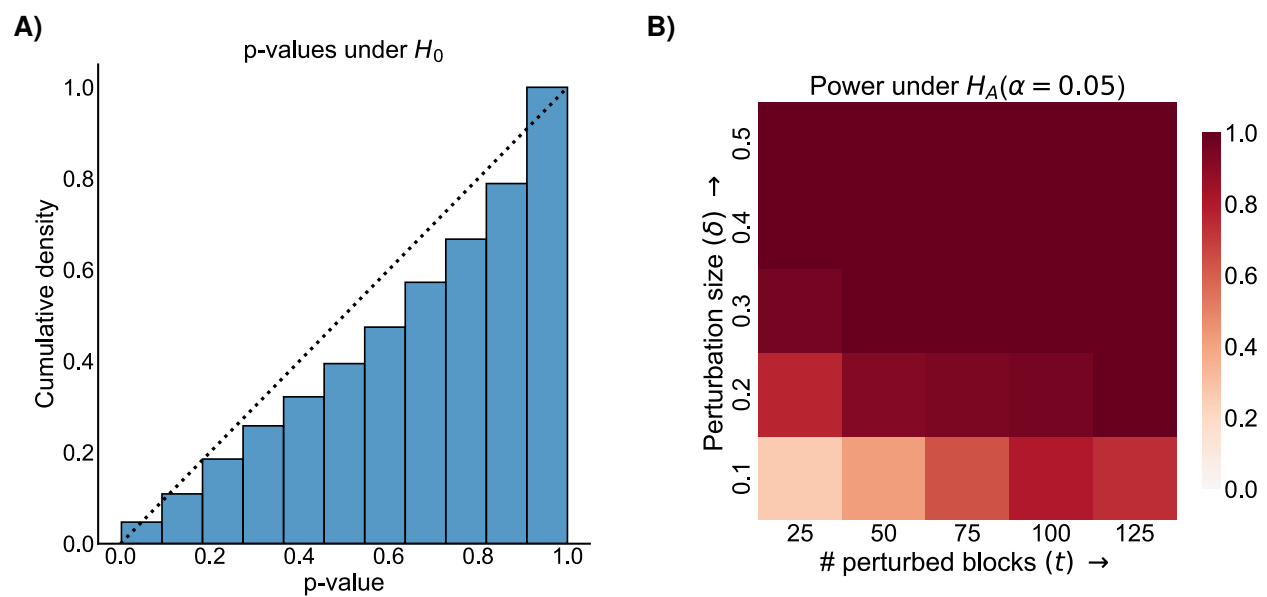 A)
p-values under H₀
Cumulative density
1.0
0.8
0.6
0.4
0.2
0.0
0.0 0.2 0.4 0.6 0.8 1.0
p-value
B)
Power under H_A(α = 0.05)
Perturbation size (δ) →
0.5
0.4
0.3
0.2
0.1
25 50 75 100 125
# perturbed blocks (t) →
1.0
0.8
0.6
0.4
0.2
0.0